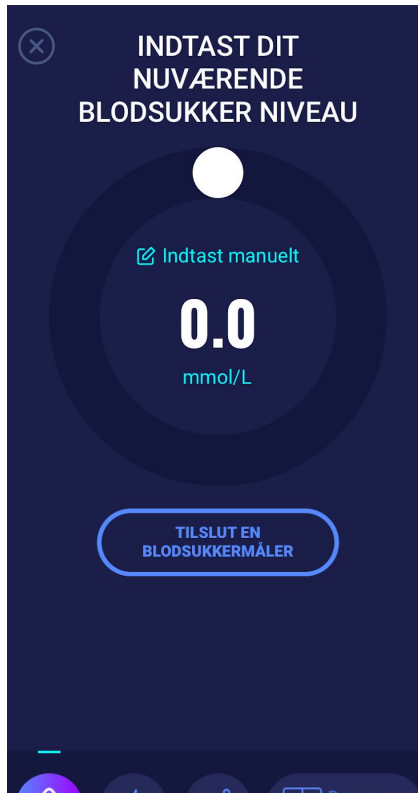 INDTAST DIT
NUVÆRENDE
BLODSUKKER NIVEAU
Indtast manuelt
0.0
mmol/L
TILSLUT EN
BLODSUKKERMÅLER